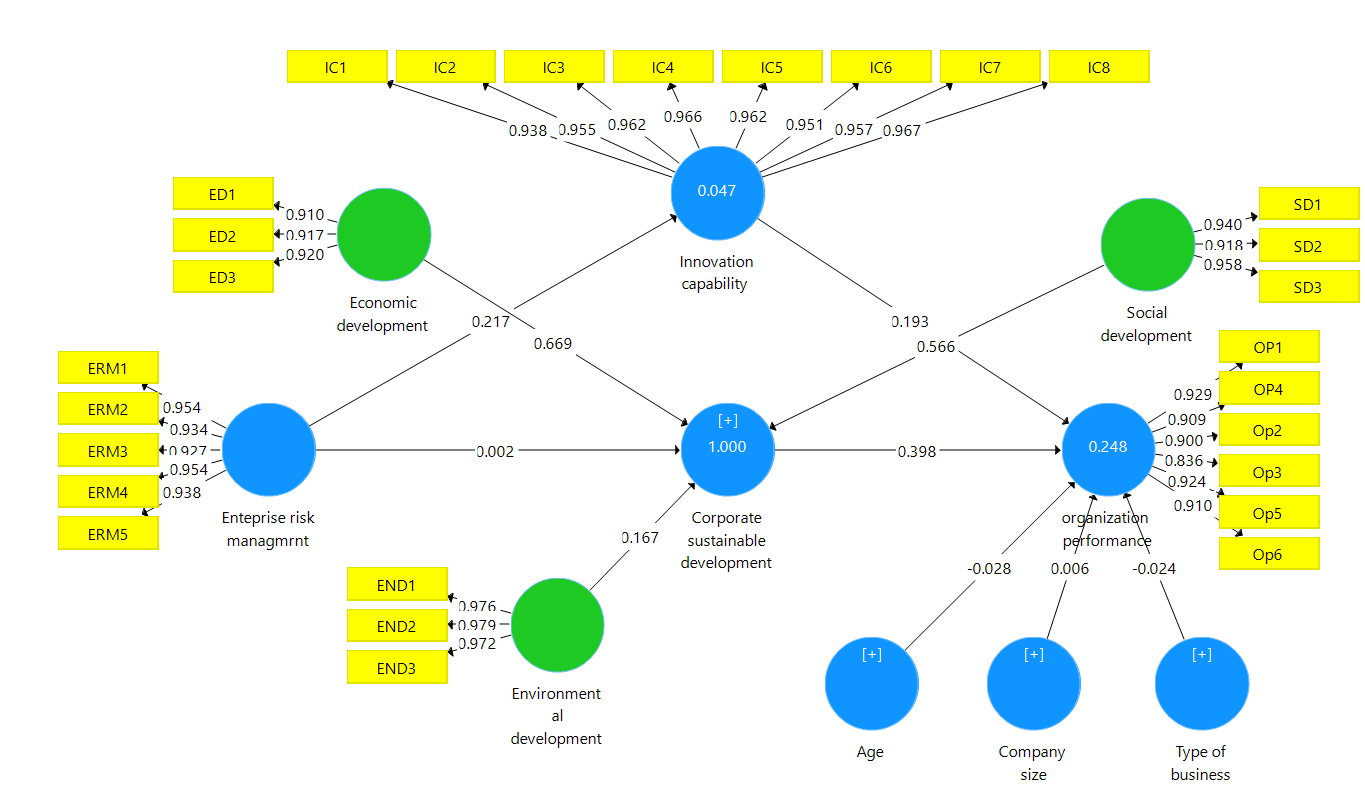 IC1 IC2 IC3 IC4 IC5 IC6 IC7 IC8
0.938 0.955 0.962 0.966 0.962 0.951 0.957 0.967
0.047
Innovation
capability
ED1
ED2
ED3
0.910
0.917
0.920
Economic
development
SD1
SD2
SD3
0.940
0.918
0.958
Social
development
0.217
0.669
0.193
0.566
ERM1
ERM2
ERM3
ERM4
ERM5
0.954
0.934
0.927
0.954
0.938
Enteprise risk
managmrnt
0.002
[+]
1.000
Corporate
sustainable
development
0.398
0.248
organization
performance
OP1
OP4
Op2
Op3
Op5
Op6
0.929
0.909
0.900
0.836
0.924
0.910
0.167
END1
END2
END3
0.976
0.979
0.972
Environment
al
development
-0.028 0.006 -0.024
[+] [+] [+]
Age
Company
size
Type of
business